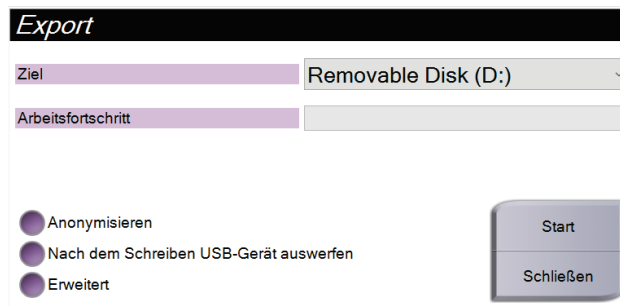 Export
Ziel
Removable Disk (D:)
Arbeitsfortschritt
Anonymisieren
Nach dem Schreiben USB-Gerät auswerfen
Erweitert
Start
Schließen